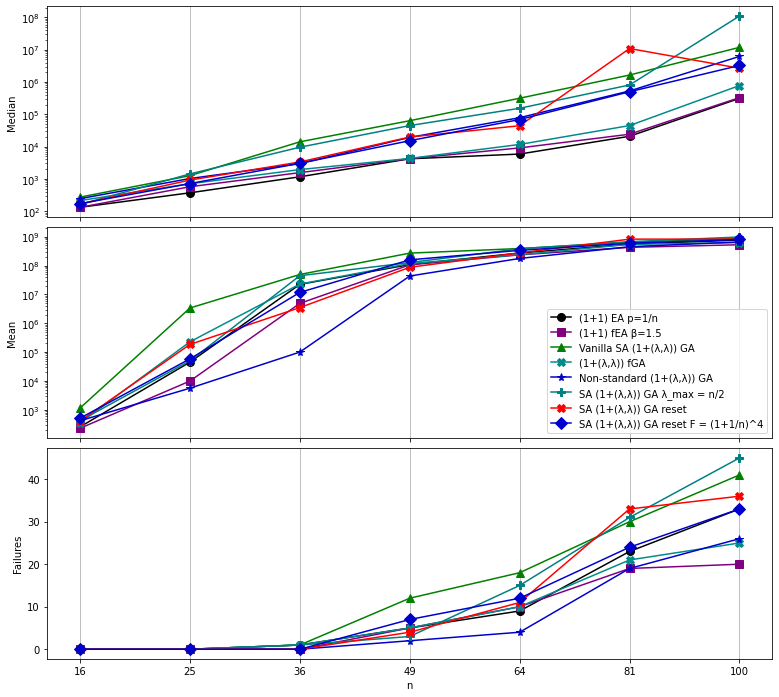 10^8
10^7
10^6
10^5
10^4
10^3
10^2
Median
10^9
10^8
10^7
10^6
10^5
10^4
10^3
Mean
(1+1) EA p=1/n
(1+1) fEA β=1.5
Vanilla SA (1+(λ,λ)) GA
(1+(λ,λ)) fGA
Non-standard (1+(λ,λ)) GA
SA (1+(λ,λ)) GA λ_max = n/2
SA (1+(λ,λ)) GA reset
SA (1+(λ,λ)) GA reset F = (1+1/n)^4
40
30
20
10
0
Failures
16 25 36 49 64 81 100
n